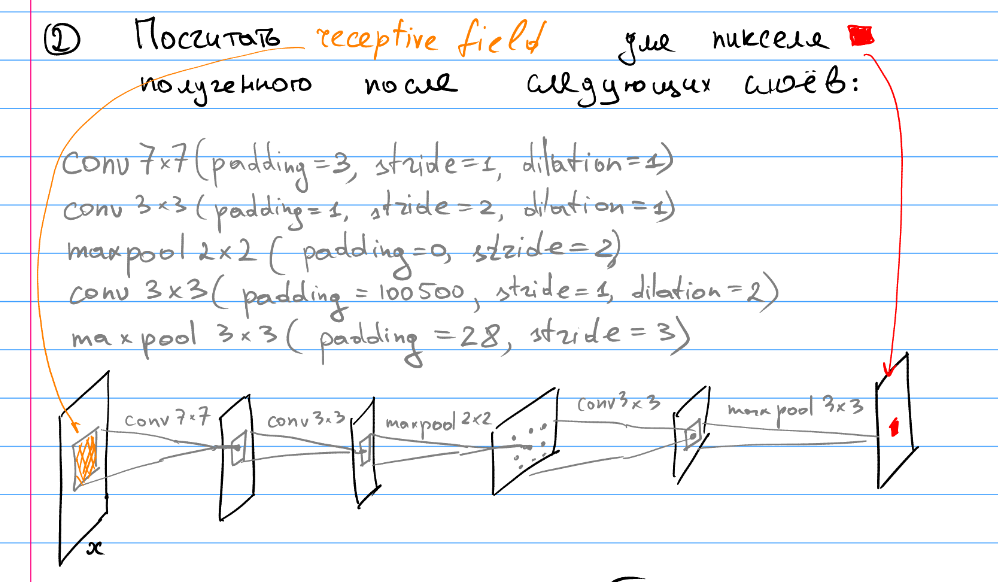 ② Посчитать receptive field для пикселя
полученного после следующих слоёв:
conv 7×7 (padding=3, stride=1, dilation=1)
conv 3×3 (padding=1, stride=2, dilation=1)
maxpool 2×2 ( padding=0, stride=2)
conv 3×3 ( padding = 100500, stride=1, dilation=2)
maxpool 3×3 ( padding = 28, stride = 3)
conv 7×7 conv 3×3 maxpool 2×2 conv 3×3 maxpool 3×3
x